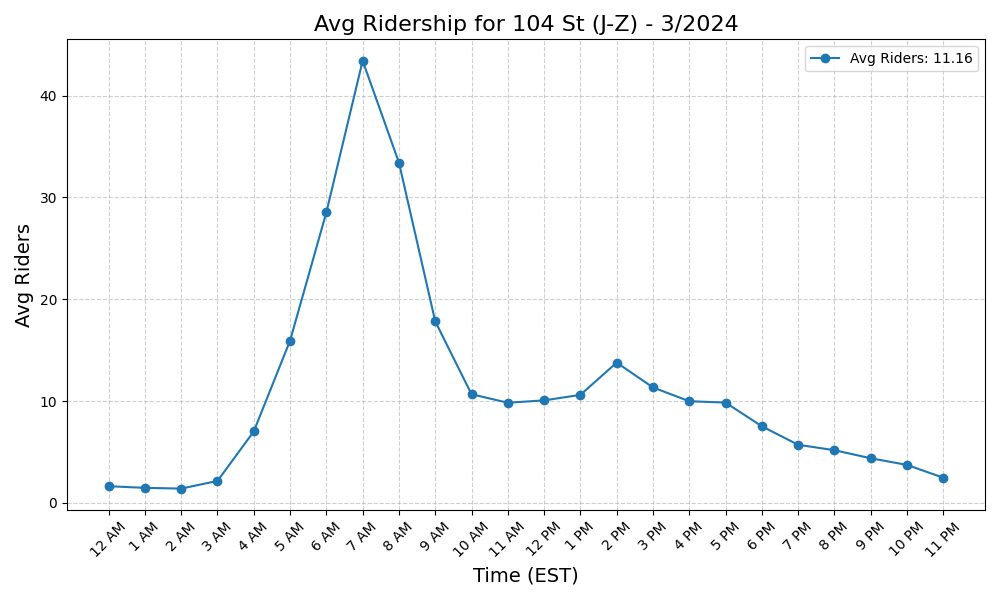 Avg Ridership for 104 St (J-Z) - 3/2024
Avg Riders: 11.16
Avg Riders
40
30
20
10
0
12 AM
1 AM
2 AM
3 AM
4 AM
5 AM
6 AM
7 AM
8 AM
9 AM
10 AM
11 AM
12 PM
1 PM
2 PM
3 PM
4 PM
5 PM
6 PM
7 PM
8 PM
9 PM
10 PM
11 PM
Time (EST)